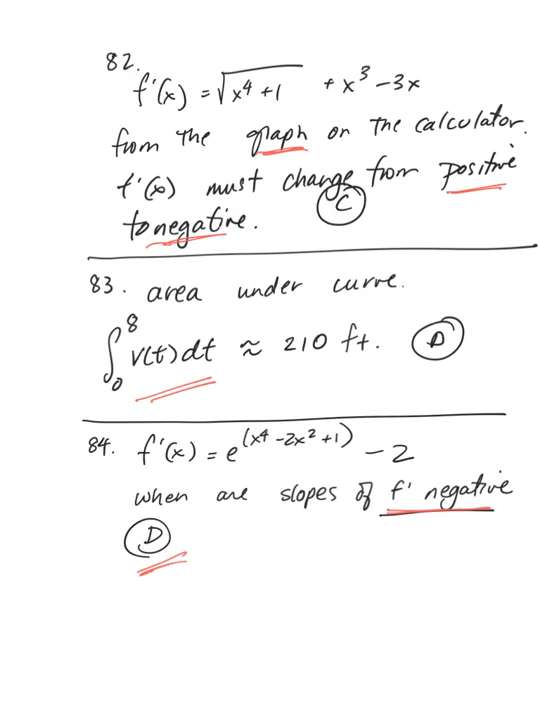 82.
f'(x) = √(x⁴ + 1) + x³ - 3x
from the graph on the calculator.
f'(x) must change from positive
to negative. C
83. area under curve.
∫₀⁸ v(t) dt ≈ 210 ft. D
84. f'(x) = e^(x⁴ - 2x² + 1) - 2
when are slopes of f' negative
D